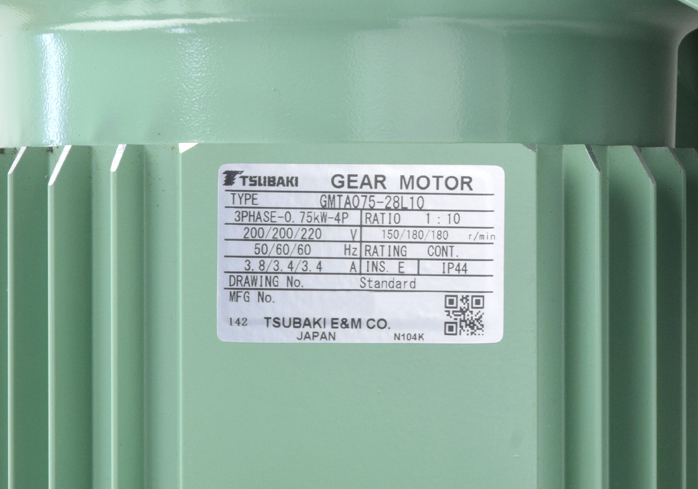 TSUBAKI GEAR MOTOR
TYPE GMTA075-28L10
3PHASE-0.75kW-4P RATIO 1:10
200/200/220 V 150/180/180 r/min
50/60/60 Hz RATING CONT.
3.8/3.4/3.4 A INS. E IP44
DRAWING No. Standard
MFG No.
142 TSUBAKI E&M CO.
JAPAN N104K